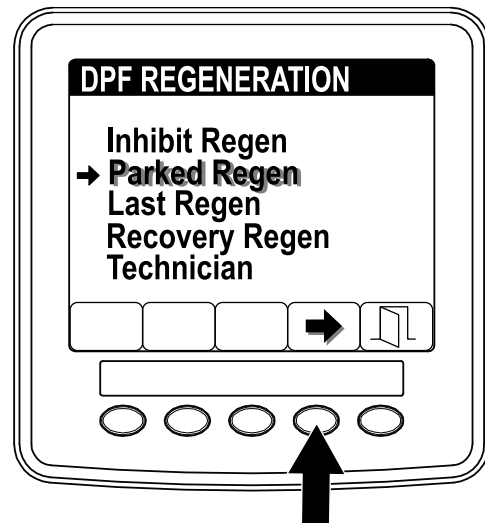 DPF REGENERATION
Inhibit Regen
Parked Regen
Last Regen
Recovery Regen
Technician